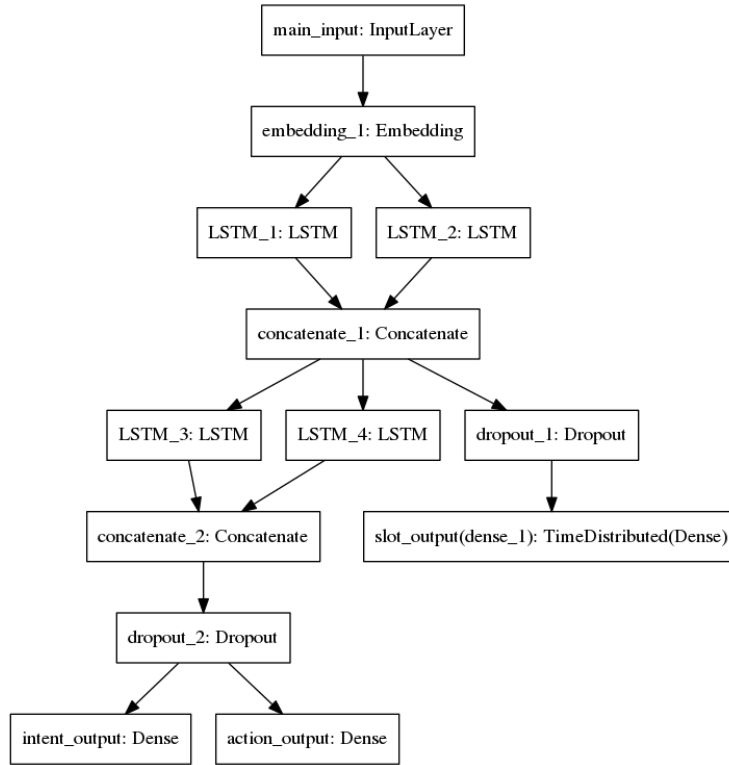 main_input: InputLayer
embedding_1: Embedding
LSTM_1: LSTM
LSTM_2: LSTM
concatenate_1: Concatenate
LSTM_3: LSTM
LSTM_4: LSTM
dropout_1: Dropout
concatenate_2: Concatenate
slot_output(dense_1): TimeDistributed(Dense)
dropout_2: Dropout
intent_output: Dense
action_output: Dense